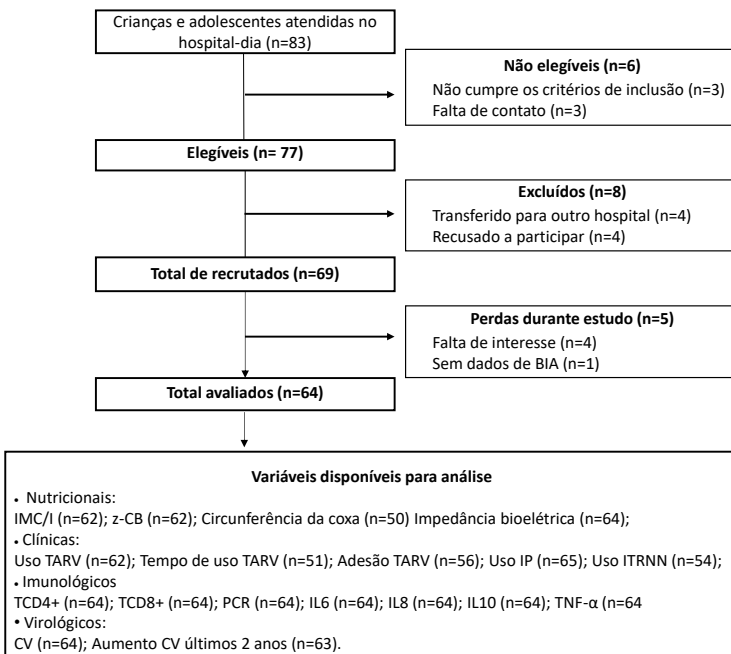 Crianças e adolescentes atendidas no
hospital-dia (n=83)
Não elegíveis (n=6)
Não cumpre os critérios de inclusão (n=3)
Falta de contato (n=3)
Elegíveis (n= 77)
Excluídos (n=8)
Transferido para outro hospital (n=4)
Recusado a participar (n=4)
Total de recrutados (n=69)
Perdas durante estudo (n=5)
Falta de interesse (n=4)
Sem dados de BIA (n=1)
Total avaliados (n=64)
Variáveis disponíveis para análise
• Nutricionais:
IMC/I (n=62); z-CB (n=62); Circunferência da coxa (n=50) Impedância bioelétrica (n=64);
• Clínicas:
Uso TARV (n=62); Tempo de uso TARV (n=51); Adesão TARV (n=56); Uso IP (n=65); Uso ITRNN (n=54);
• Imunológicos
TCD4+ (n=64); TCD8+ (n=64); PCR (n=64); IL6 (n=64); IL8 (n=64); IL10 (n=64); TNF-α (n=64
• Virológicos:
CV (n=64); Aumento CV últimos 2 anos (n=63).